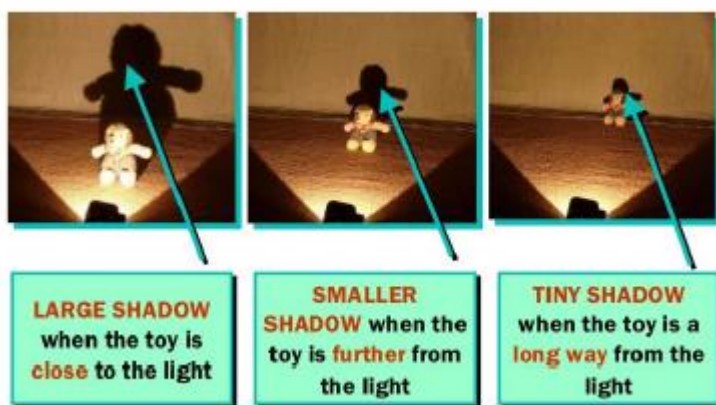 LARGE SHADOW
when the toy is
close to the light
SMALLER
SHADOW when the
toy is further from
the light
TINY SHADOW
when the toy is a
long way from the
light